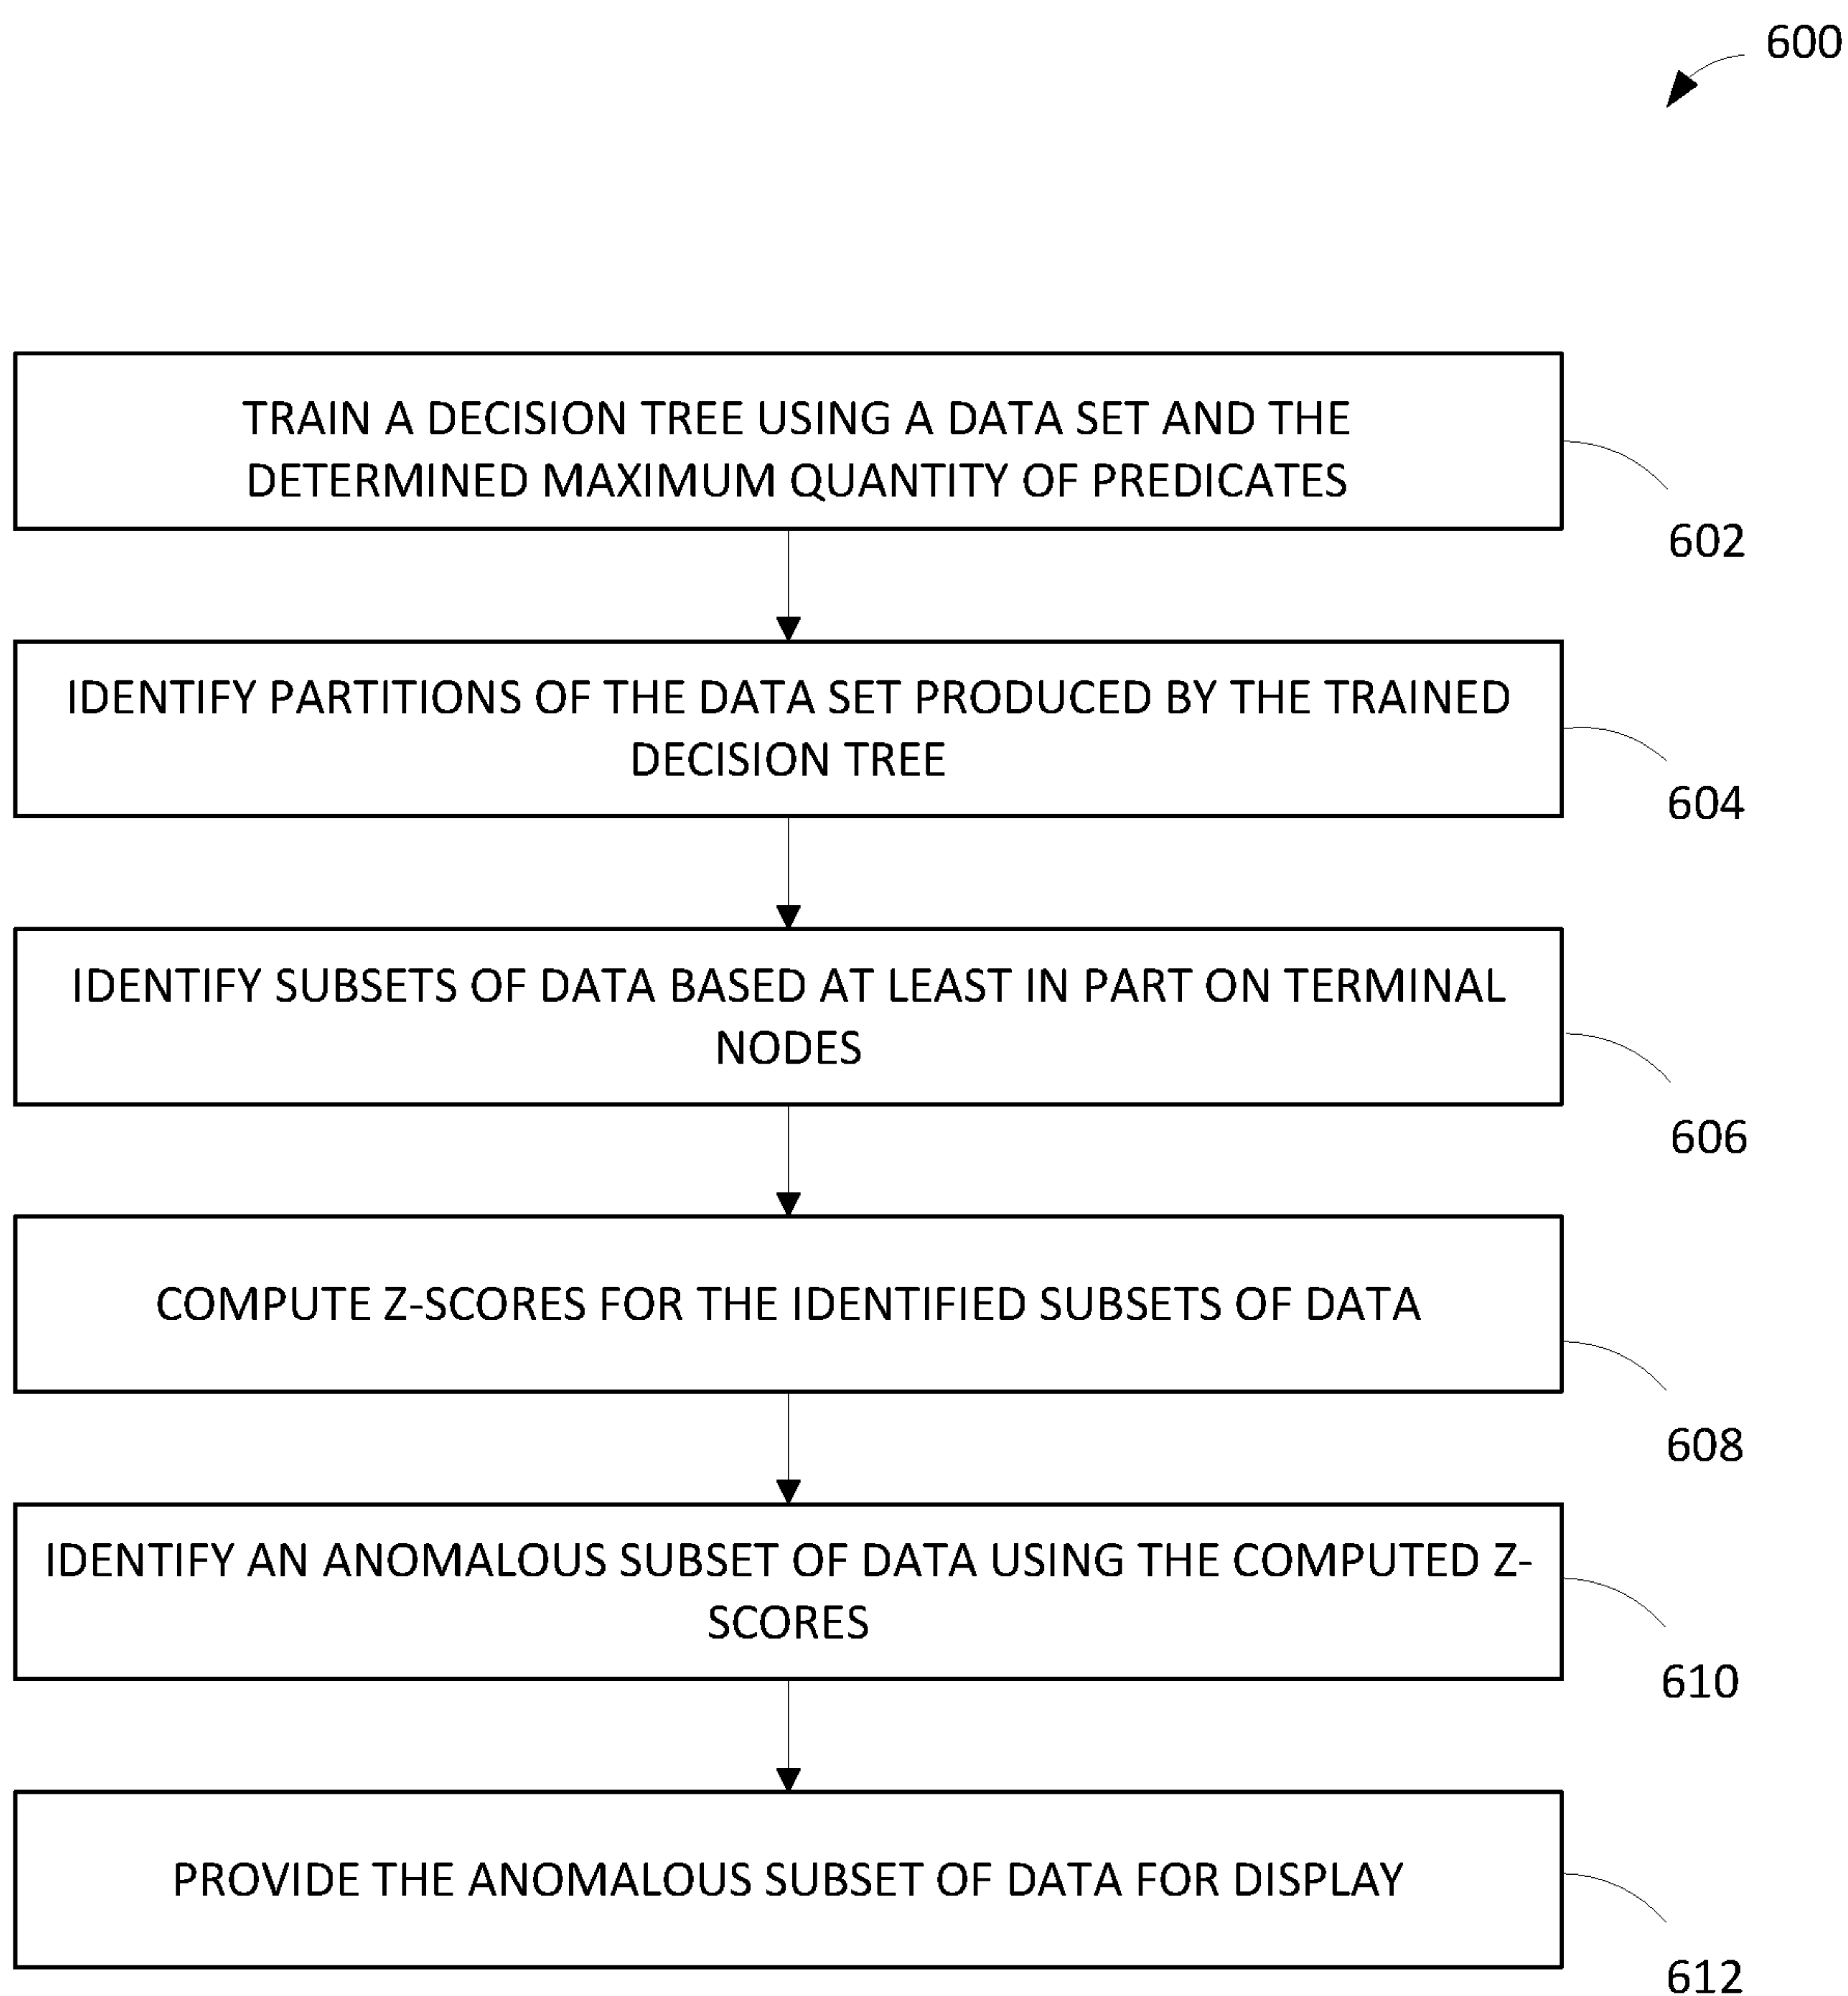 600
TRAIN A DECISION TREE USING A DATA SET AND THE
DETERMINED MAXIMUM QUANTITY OF PREDICATES
602
IDENTIFY PARTITIONS OF THE DATA SET PRODUCED BY THE TRAINED
DECISION TREE
604
IDENTIFY SUBSETS OF DATA BASED AT LEAST IN PART ON TERMINAL
NODES
606
COMPUTE Z-SCORES FOR THE IDENTIFIED SUBSETS OF DATA
608
IDENTIFY AN ANOMALOUS SUBSET OF DATA USING THE COMPUTED Z-
SCORES
610
PROVIDE THE ANOMALOUS SUBSET OF DATA FOR DISPLAY
612